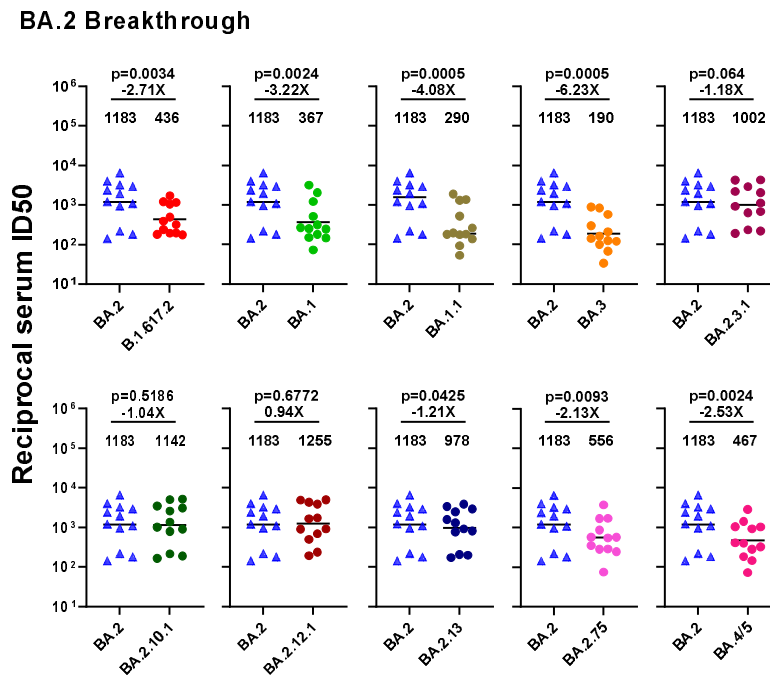 BA.2 Breakthrough
Reciprocal serum ID50
p=0.0034 p=0.0024 p=0.0005 p=0.0005 p=0.064
-2.71X -3.22X -4.08X -6.23X -1.18X
10⁶
1183 436 1183 367 1183 290 1183 190 1183 1002
10⁵
10⁴
10³
10²
10¹
BA.2 B.1.617.2 BA.2 BA.1 BA.2 BA.1.1 BA.2 BA.3 BA.2 BA.2.3.1
p=0.5186 p=0.6772 p=0.0425 p=0.0093 p=0.0024
-1.04X 0.94X -1.21X -2.13X -2.53X
10⁶
1183 1142 1183 1255 1183 978 1183 556 1183 467
10⁵
10⁴
10³
10²
10¹
BA.2 BA.2.10.1 BA.2 BA.2.12.1 BA.2 BA.2.13 BA.2 BA.2.75 BA.2 BA.4/5